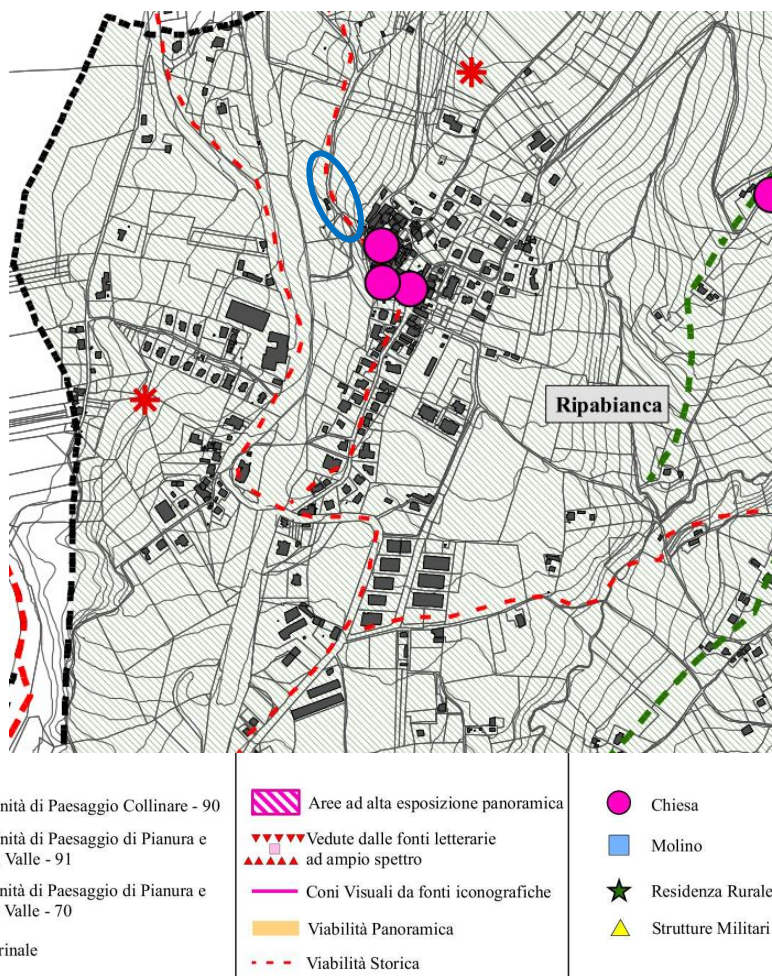 Ripabianca
nità di Paesaggio Collinare - 90
nità di Paesaggio di Pianura e
Valle - 91
nità di Paesaggio di Pianura e
Valle - 70
rinale
Aree ad alta esposizione panoramica
Vedute dalle fonti letterarie
ad ampio spettro
Coni Visuali da fonti iconografiche
Viabilità Panoramica
Viabilità Storica
Chiesa
Molino
Residenza Rurale
Strutture Militari